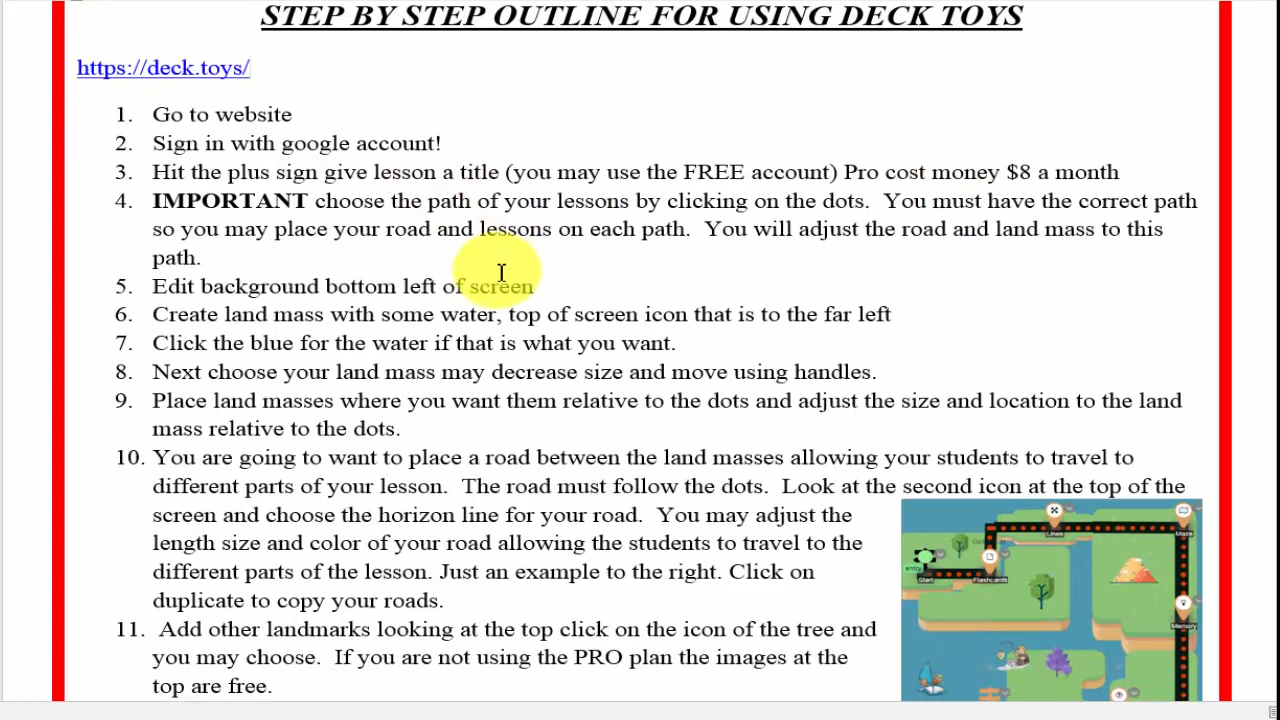 STEP BY STEP OUTLINE FOR USING DECK TOYS
https://deck.toys/
1. Go to website
2. Sign in with google account!
3. Hit the plus sign give lesson a title (you may use the FREE account) Pro cost money $8 a month
4. IMPORTANT choose the path of your lessons by clicking on the dots. You must have the correct path
so you may place your road and lessons on each path. You will adjust the road and land mass to this
path.
5. Edit background bottom left of screen
6. Create land mass with some water, top of screen icon that is to the far left
7. Click the blue for the water if that is what you want.
8. Next choose your land mass may decrease size and move using handles.
9. Place land masses where you want them relative to the dots and adjust the size and location to the land
mass relative to the dots.
10. You are going to want to place a road between the land masses allowing your students to travel to
different parts of your lesson. The road must follow the dots. Look at the second icon at the top of the
screen and choose the horizon line for your road. You may adjust the
length size and color of your road allowing the students to travel to the
different parts of the lesson. Just an example to the right. Click on
duplicate to copy your roads.
11. Add other landmarks looking at the top click on the icon of the tree and
you may choose. If you are not using the PRO plan the images at the
top are free.
Lines
Maze
entry
Start
Flashcards
Memory